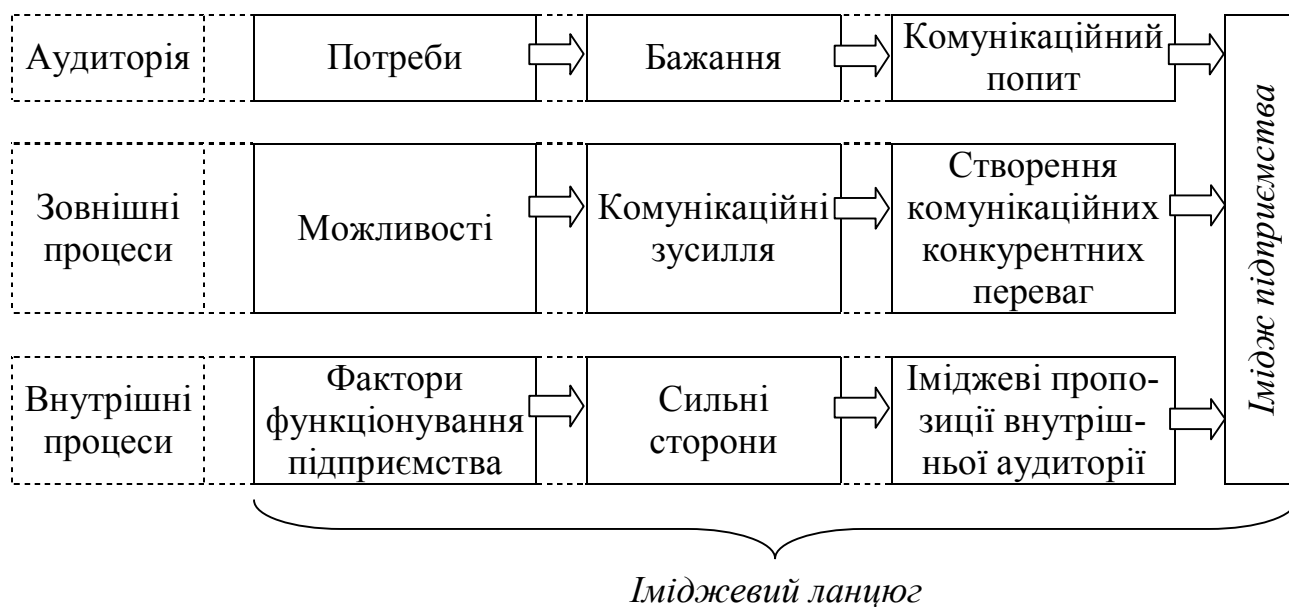 Аудиторія
Потреби
Бажання
Комунікаційний
попит
Зовнішні
процеси
Можливості
Комунікаційні
зусилля
Створення
комунікаційних
конкурентних
переваг
Внутрішні
процеси
Фактори
функціонування
підприємства
Сильні
сторони
Іміджеві пропо-
зиції внутріш-
ньої аудиторії
Імідж підприємства
Іміджевий ланцюг